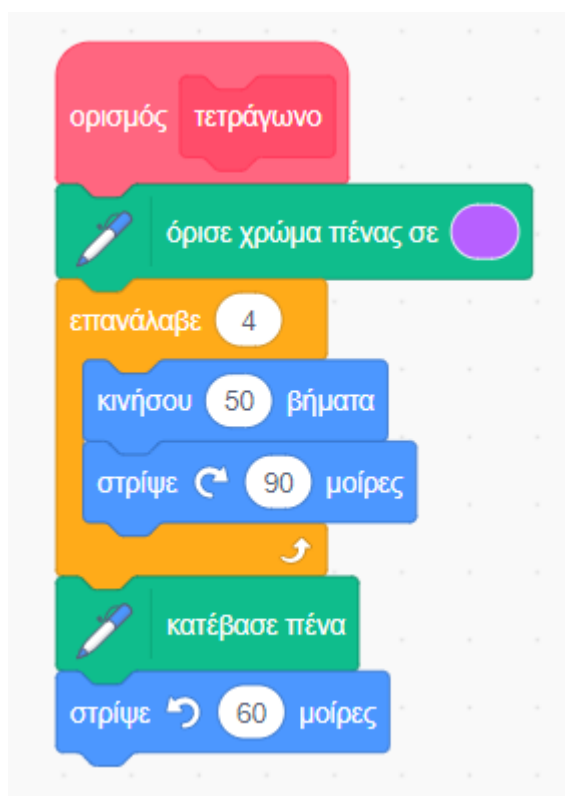 ορισμός τετράγωνο
όρισε χρώμα πένας σε
επανάλαβε 4
κινήσου 50 βήματα
στρίψε 90 μοίρες
κατέβασε πένα
στρίψε 60 μοίρες